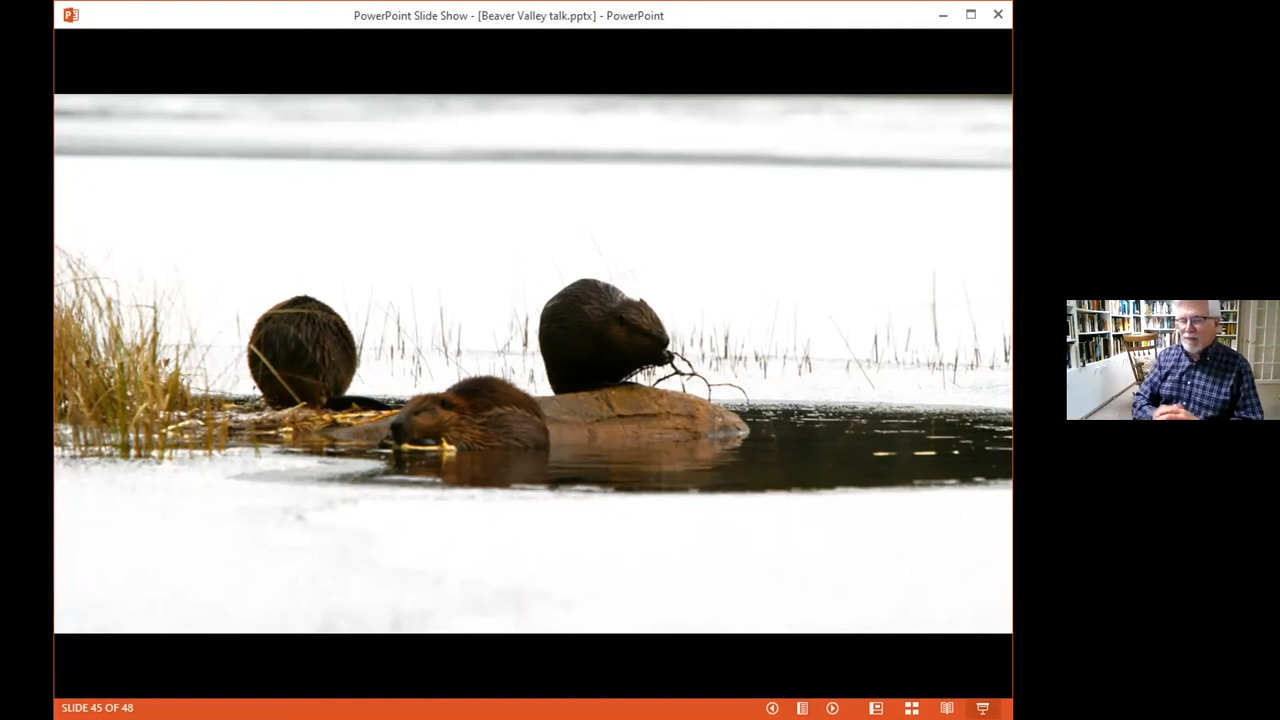 PowerPoint Slide Show - [Beaver Valley talk.pptx] - PowerPoint
SLIDE 45 OF 48